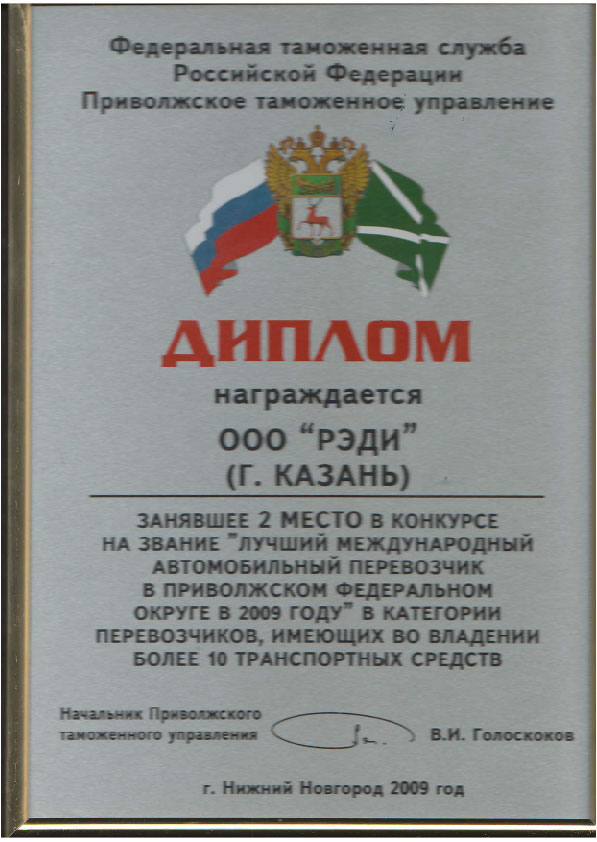 Федеральная таможенная служба
Российской Федерации
Приволжское таможенное управление
ДИПЛОМ
награждается
ООО “РЭДИ”
(Г. КАЗАНЬ)
ЗАНЯВШЕЕ 2 МЕСТО В КОНКУРСЕ
НА ЗВАНИЕ "ЛУЧШИЙ МЕЖДУНАРОДНЫЙ
АВТОМОБИЛЬНЫЙ ПЕРЕВОЗЧИК
В ПРИВОЛЖСКОМ ФЕДЕРАЛЬНОМ
ОКРУГЕ В 2009 ГОДУ" В КАТЕГОРИИ
ПЕРЕВОЗЧИКОВ, ИМЕЮЩИХ ВО ВЛАДЕНИИ
БОЛЕЕ 10 ТРАНСПОРТНЫХ СРЕДСТВ
Начальник Приволжского
таможенного управления В.И. Голоскоков
г. Нижний Новгород 2009 год